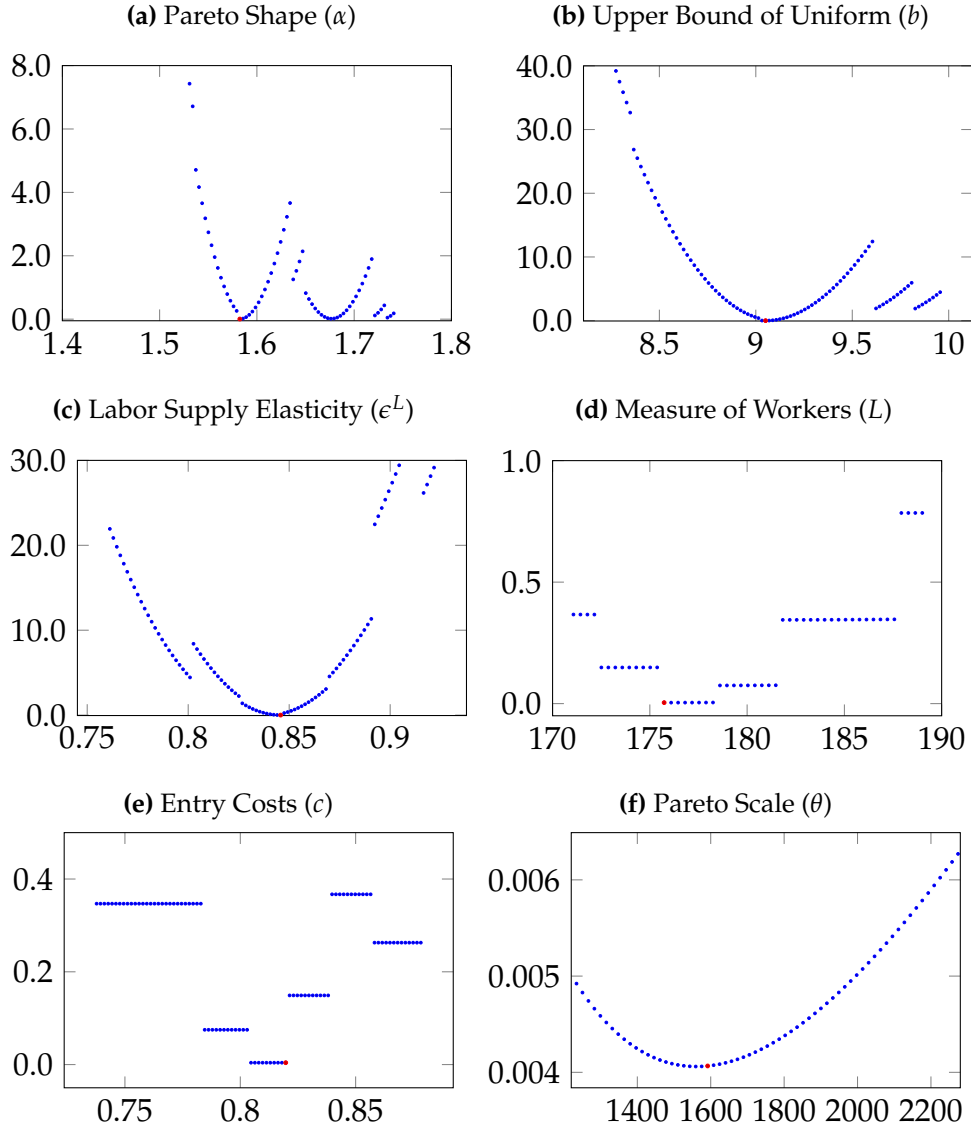 (a) Pareto Shape (α)
(b) Upper Bound of Uniform (b)
8.0
6.0
4.0
2.0
0.0
1.4 1.5 1.6 1.7 1.8
40.0
30.0
20.0
10.0
0.0
8.5 9 9.5 10
(c) Labor Supply Elasticity (ϵ^L)
(d) Measure of Workers (L)
30.0
20.0
10.0
0.0
0.75 0.8 0.85 0.9
1.0
0.5
0.0
170 175 180 185 190
(e) Entry Costs (c)
(f) Pareto Scale (θ)
0.4
0.2
0.0
0.75 0.8 0.85
0.006
0.005
0.004
1400 1600 1800 2000 2200